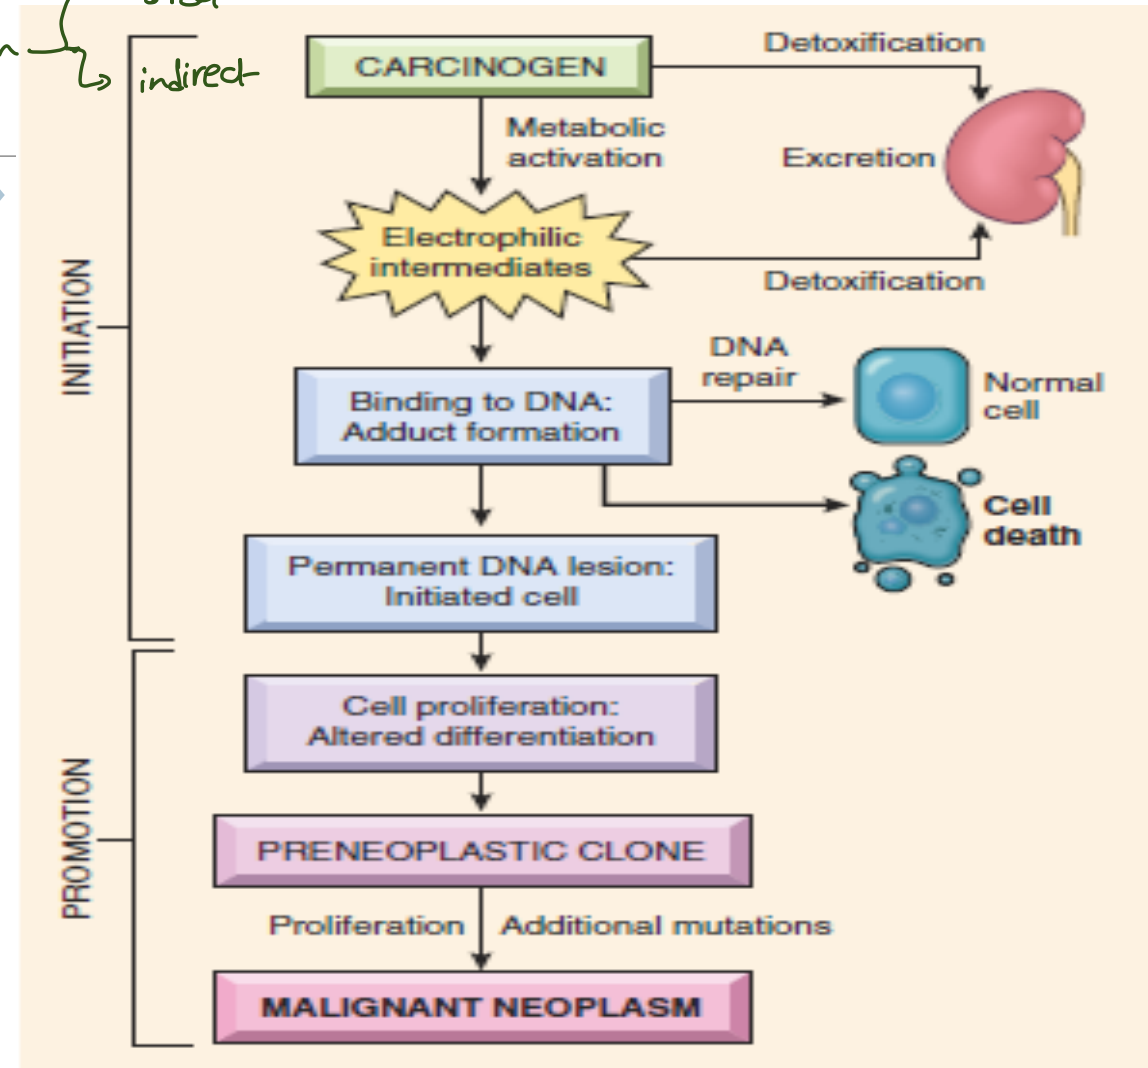 indirect
CARCINOGEN
Detoxification
Metabolic
activation
Excretion
Electrophilic
intermediates
Detoxification
INITIATION
DNA
repair
Normal
cell
Binding to DNA:
Adduct formation
Cell
death
Permanent DNA lesion:
Initiated cell
Cell proliferation:
Altered differentiation
PROMOTION
PRENEOPLASTIC CLONE
Proliferation
Additional mutations
MALIGNANT NEOPLASM